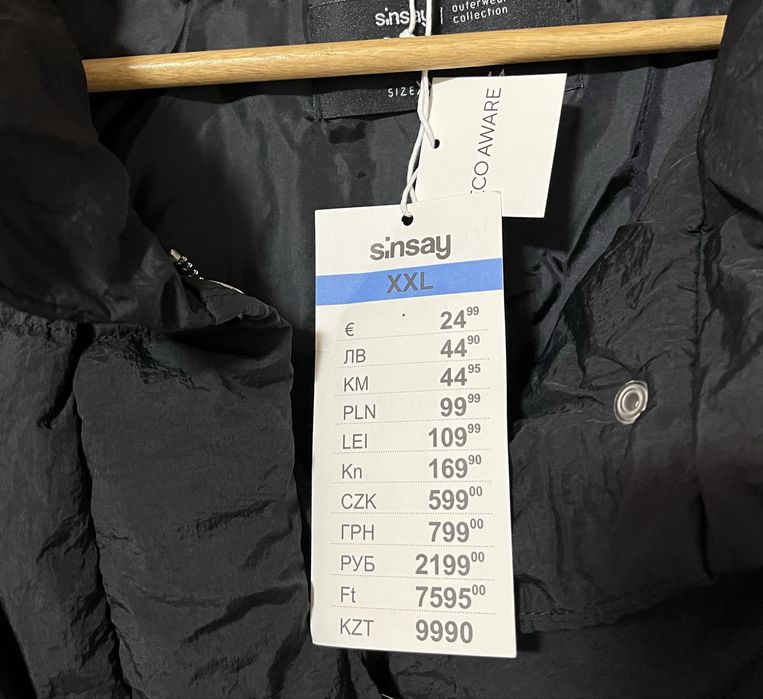 sinsay
outerwear
collection
SIZE
ECO AWARE
sinsay
XXL
€ 24⁹⁹
ЛВ 44⁹⁰
KM 44⁹⁵
PLN 99⁹⁹
LEI 109⁹⁹
Kn 169⁹⁰
CZK 599⁰⁰
ГРН 799⁰⁰
РУБ 2199⁰⁰
Ft 7595⁰⁰
KZT 9990